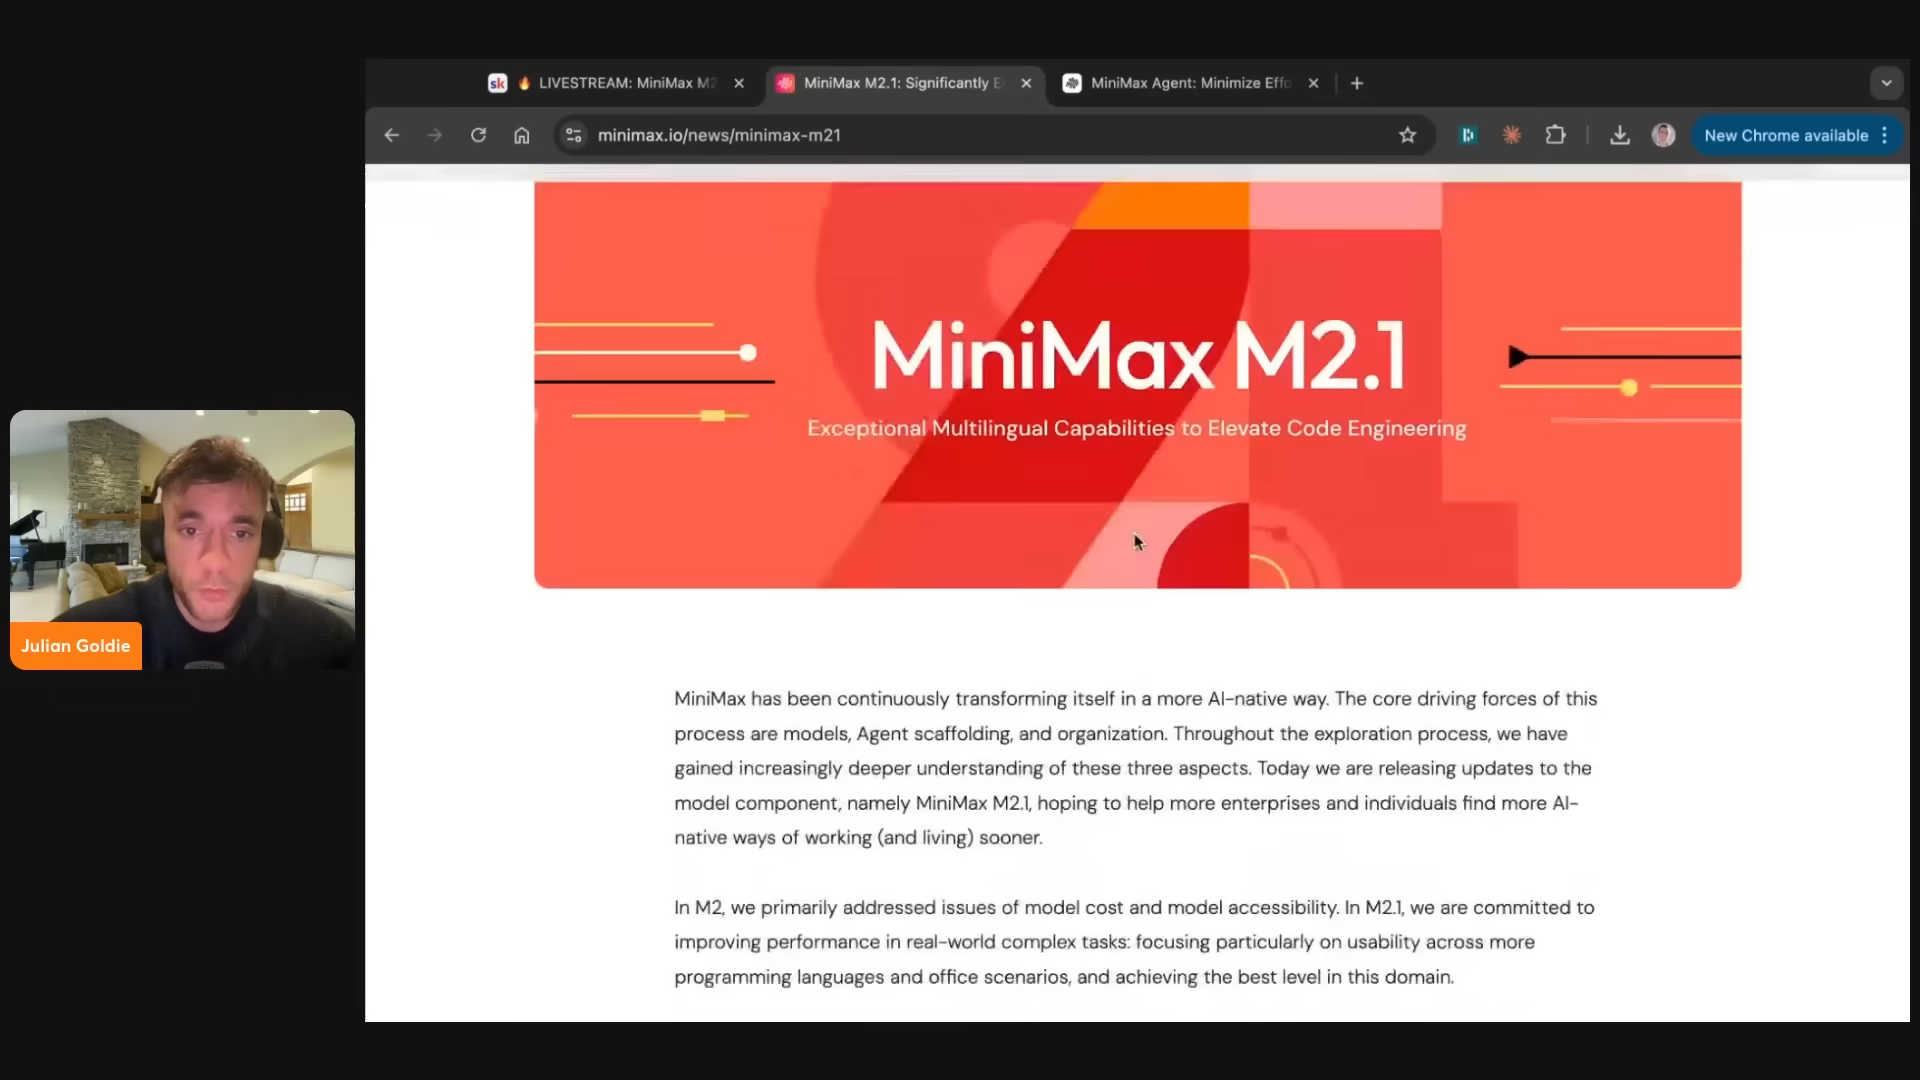 sk 🔥 LIVESTREAM: MiniMax M2
MiniMax M2.1: Significantly E
MiniMax Agent: Minimize Effo
minimax.io/news/minimax-m21
New Chrome available
MiniMax M2.1
Exceptional Multilingual Capabilities to Elevate Code Engineering
Julian Goldie
MiniMax has been continuously transforming itself in a more AI-native way. The core driving forces of this
process are models, Agent scaffolding, and organization. Throughout the exploration process, we have
gained increasingly deeper understanding of these three aspects. Today we are releasing updates to the
model component, namely MiniMax M2.1, hoping to help more enterprises and individuals find more AI-
native ways of working (and living) sooner.
In M2, we primarily addressed issues of model cost and model accessibility. In M2.1, we are committed to
improving performance in real-world complex tasks: focusing particularly on usability across more
programming languages and office scenarios, and achieving the best level in this domain.